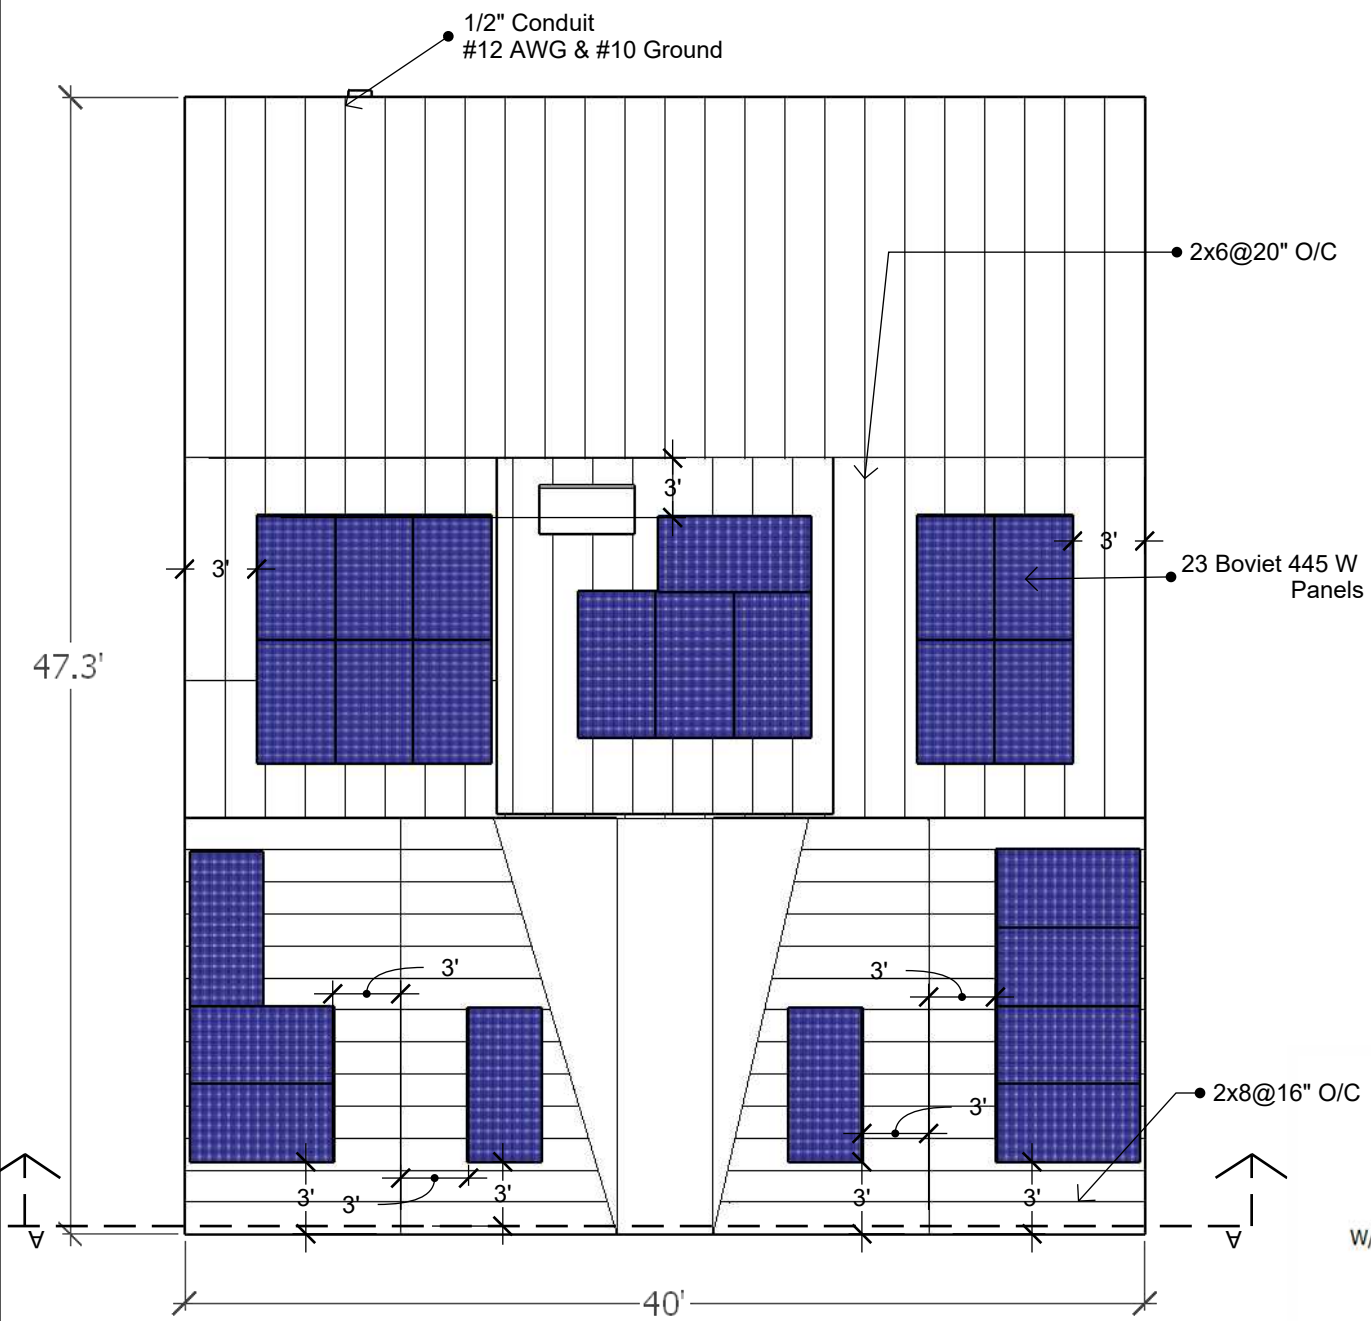 1/2" Conduit
#12 AWG & #10 Ground
2x6@20" O/C
3'
3'
3'
23 Boviet 445 W
Panels
47.3'
3'
3'
3'
2x8@16" O/C
3'
3'
3'
3'
3'
A
A
W/
40'